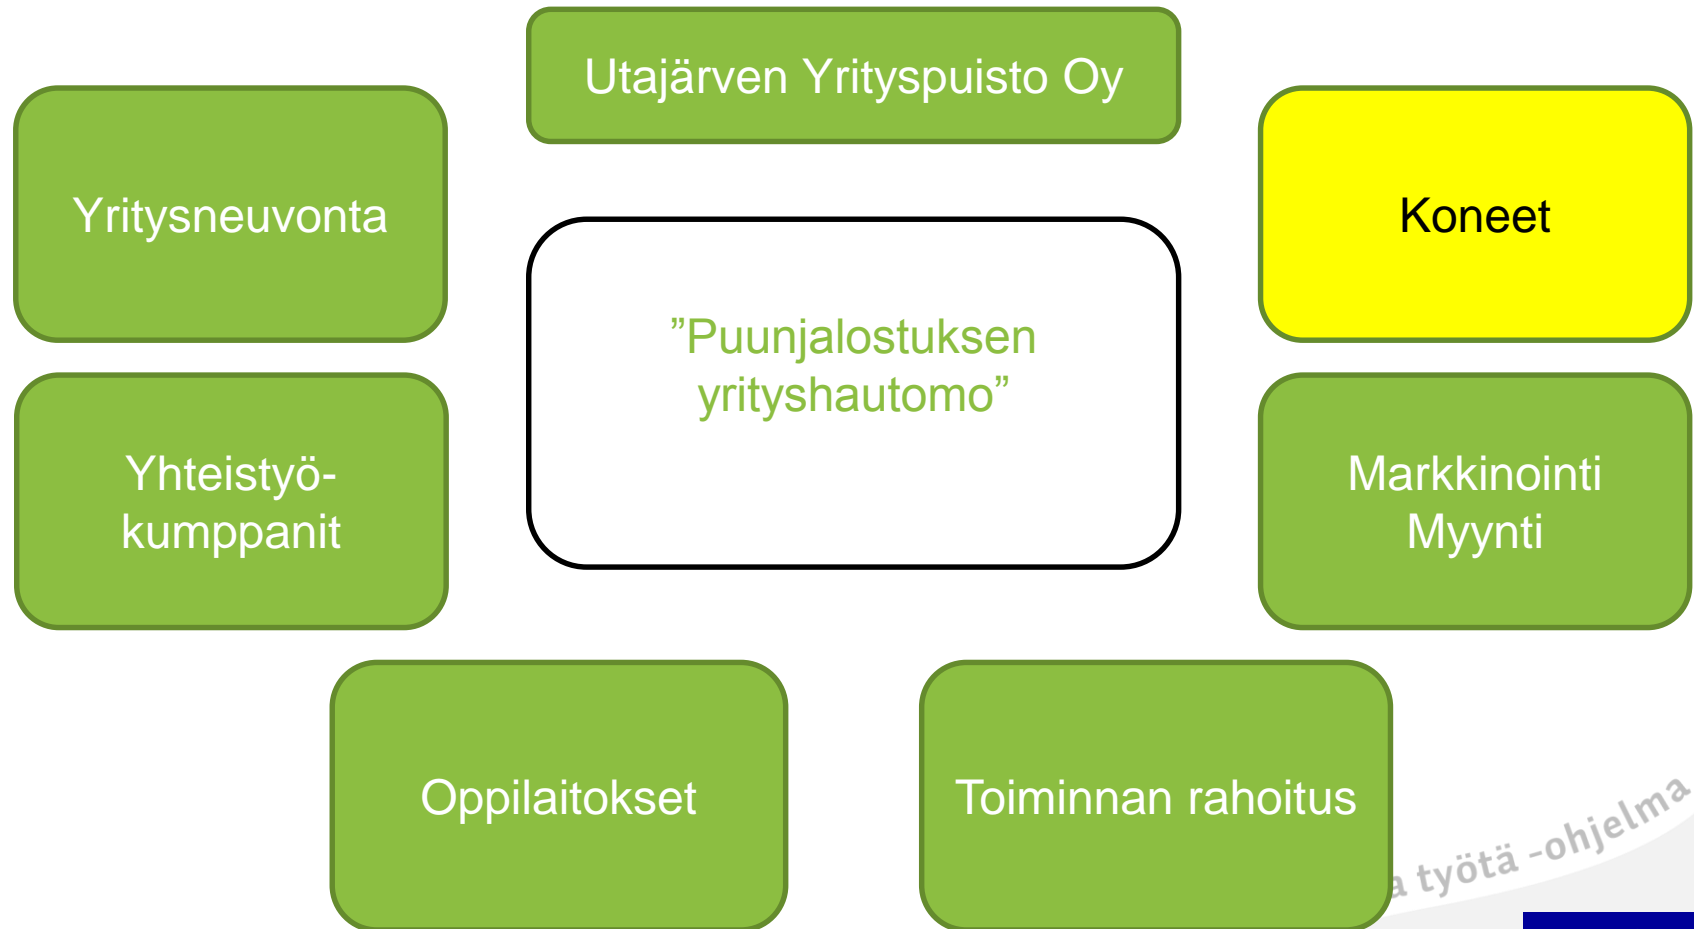 Utajärven Yrityspuisto Oy
Yritysneuvonta
Koneet
”Puunjalostuksen
yrityshautomo”
Yhteistyö-
kumppanit
Markkinointi
Myynti
Oppilaitokset
Toiminnan rahoitus
työtä -ohjelma